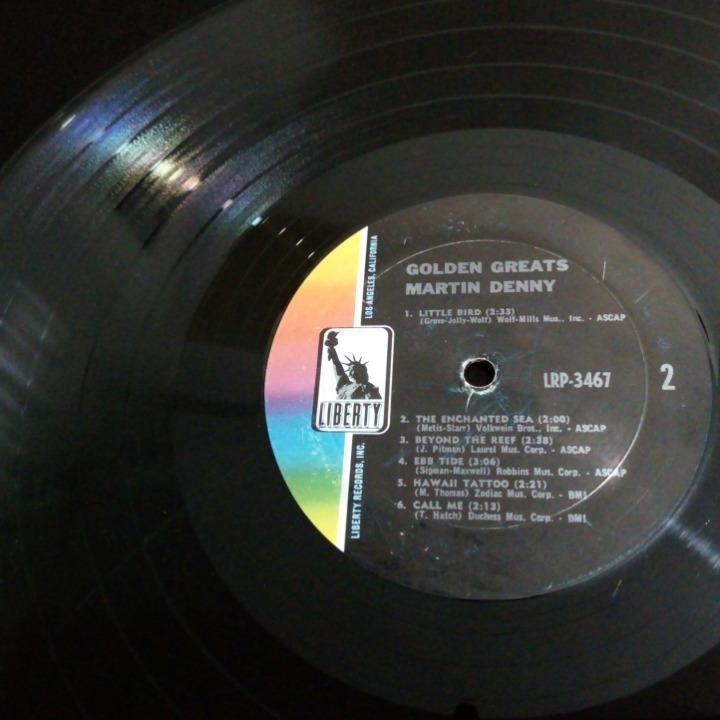 GOLDEN GREATS
MARTIN DENNY
1. LITTLE BIRD (2:33)
(Gross-Jolly-Wolf) Wolf-Mills Mus., Inc. - ASCAP
LRP-3467
2
2. THE ENCHANTED SEA (2:00)
(Metis-Starr) Volkwein Bros., Inc. - ASCAP
3. BEYOND THE REEF (2:38)
(J. Pitman) Laurel Mus. Corp. - ASCAP
4. EBB TIDE (3:06)
(Sigman-Maxwell) Robbins Mus. Corp. - ASCAP
5. HAWAII TATTOO (2:21)
(M. Thomas) Zodiac Mus. Corp. - BMI
6. CALL ME (2:13)
(T. Hatch) Duchess Mus. Corp. - BMI
LIBERTY
LIBERTY RECORDS, INC.
LOS ANGELES, CALIFORNIA